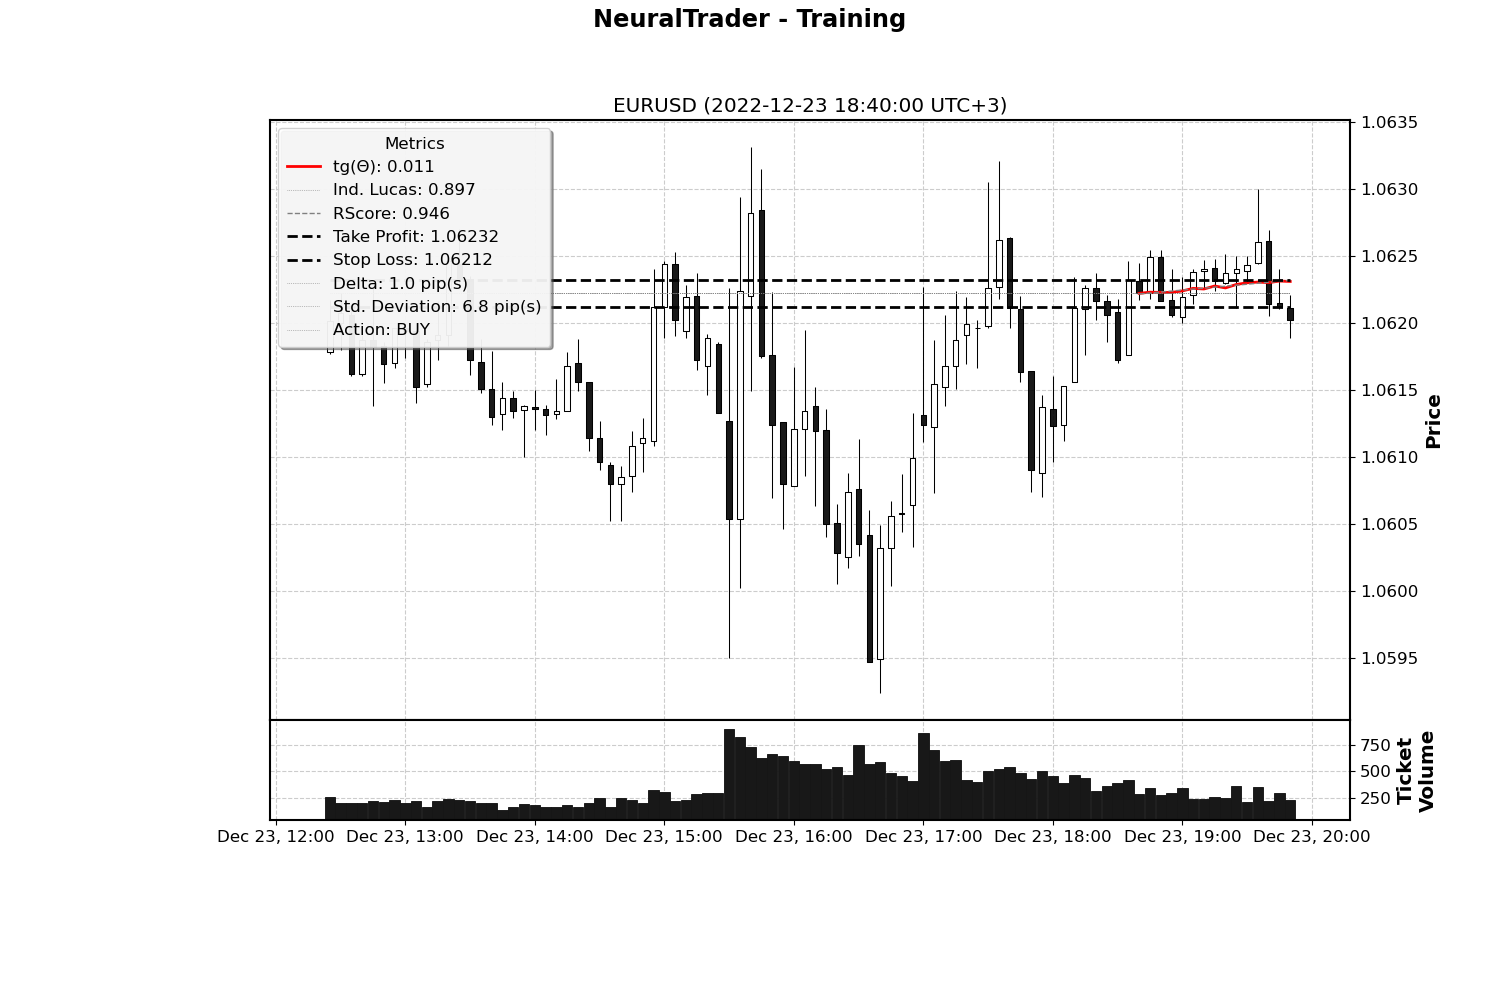 NeuralTrader - Training
EURUSD (2022-12-23 18:40:00 UTC+3)
Metrics
tg(Θ): 0.011
Ind. Lucas: 0.897
RScore: 0.946
Take Profit: 1.06232
Stop Loss: 1.06212
Delta: 1.0 pip(s)
Std. Deviation: 6.8 pip(s)
Action: BUY
1.0635
1.0630
1.0625
1.0620
1.0615
1.0610
1.0605
1.0600
1.0595
Price
750
500
250
Ticket
Volume
Dec 23, 12:00
Dec 23, 13:00
Dec 23, 14:00
Dec 23, 15:00
Dec 23, 16:00
Dec 23, 17:00
Dec 23, 18:00
Dec 23, 19:00
Dec 23, 20:00